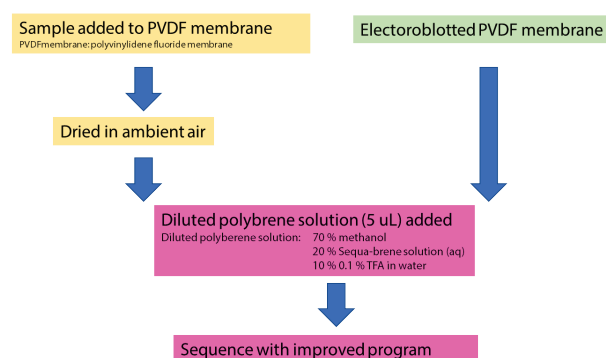 Sample added to PVDF membrane
PVDFmembrane: polyvinylidene fluoride membrane
Electoroblotted PVDF membrane
Dried in ambient air
Diluted polybrene solution (5 uL) added
Diluted polyberene solution: 70 % methanol
20 % Sequa-brene solution (aq)
10 % 0.1 % TFA in water
Sequence with improved program